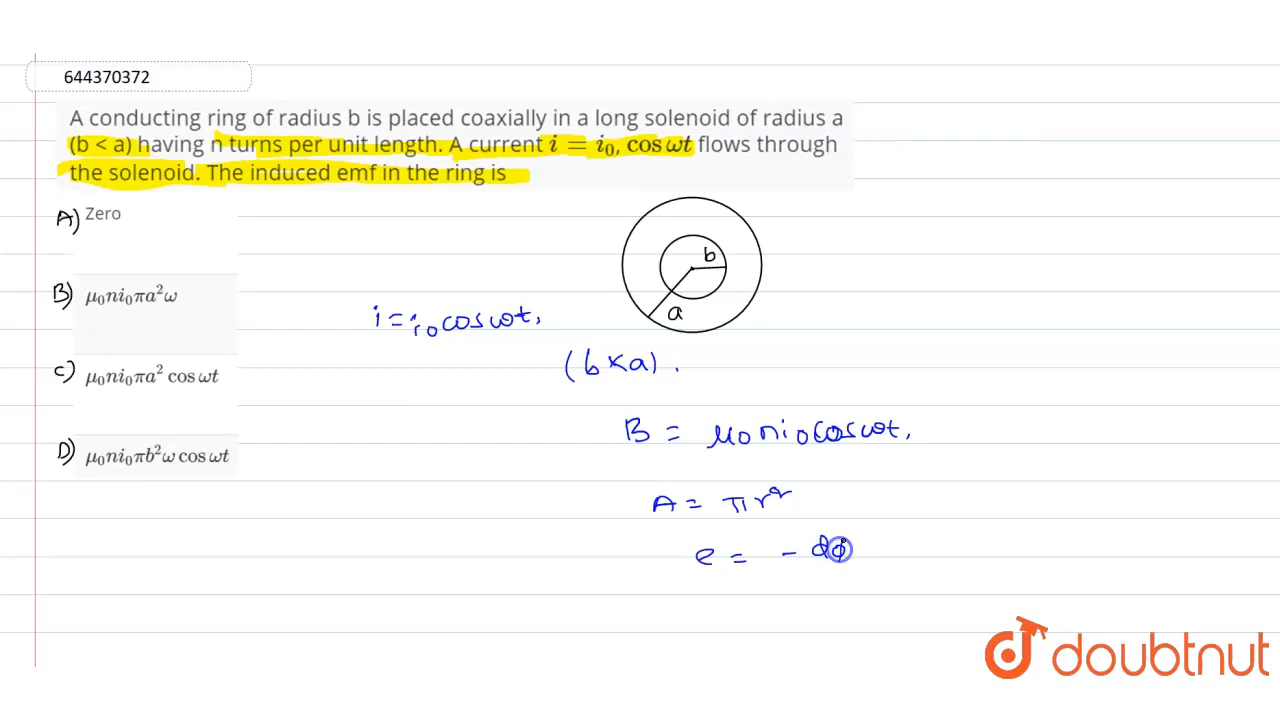 644370372
A conducting ring of radius b is placed coaxially in a long solenoid of radius a
(b < a) having n turns per unit length. A current i = i₀, cos ωt flows through
the solenoid. The induced emf in the ring is
A) Zero
B) μ₀ni₀πa²ω
C) μ₀ni₀πa² cos ωt
D) μ₀ni₀πb²ω cos ωt
b
a
i = i₀ cos ωt,
(b < a).
B = μ₀ni₀ cos ωt,
A = πr²
e = - dϕ
doubtnut